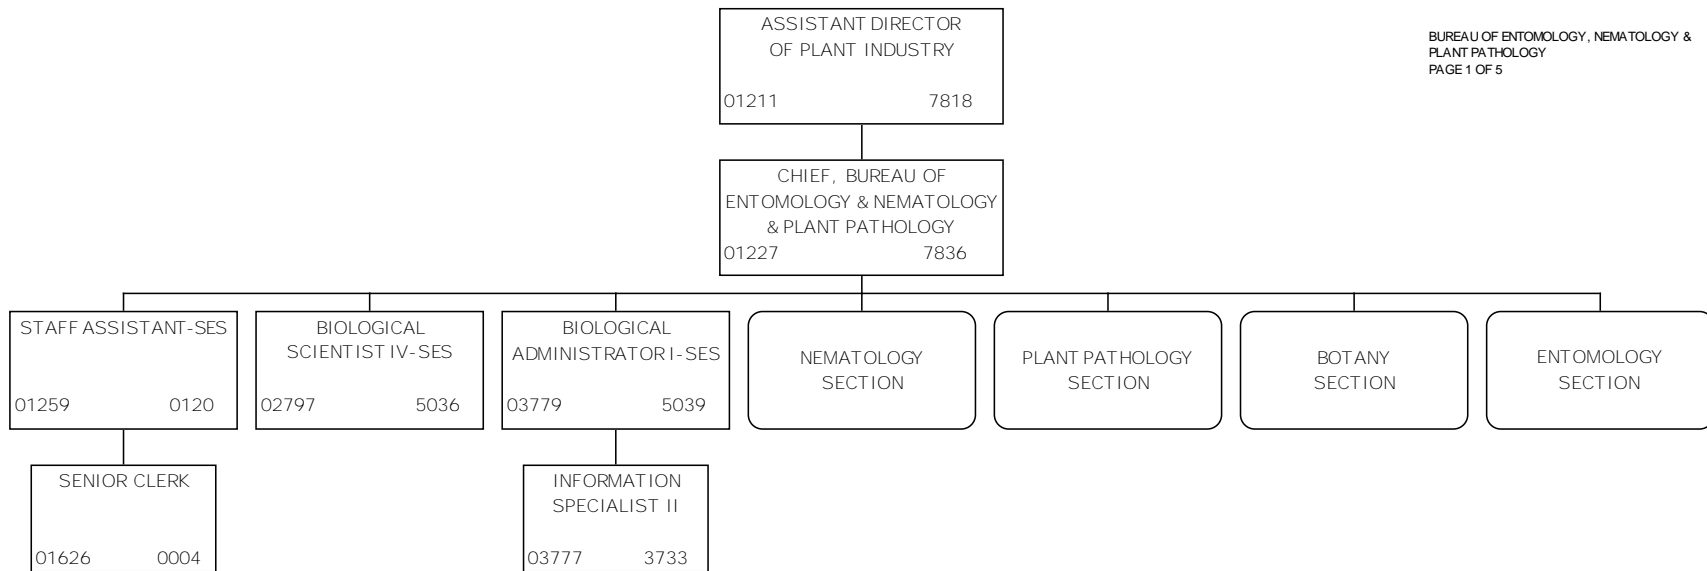 ASSISTANT DIRECTOR
OF PLANT INDUSTRY
01211 7818
BUREAU OF ENTOMOLOGY, NEMATOLOGY &
PLANT PATHOLOGY
PAGE 1 OF 5
CHIEF, BUREAU OF
ENTOMOLOGY & NEMATOLOGY
& PLANT PATHOLOGY
01227 7836
STAFF ASSISTANT-SES
01259 0120
BIOLOGICAL
SCIENTIST IV-SES
02797 5036
BIOLOGICAL
ADMINISTRATOR I-SES
03779 5039
NEMATOLOGY
SECTION
PLANT PATHOLOGY
SECTION
BOTANY
SECTION
ENTOMOLOGY
SECTION
SENIOR CLERK
01626 0004
INFORMATION
SPECIALIST II
03777 3733